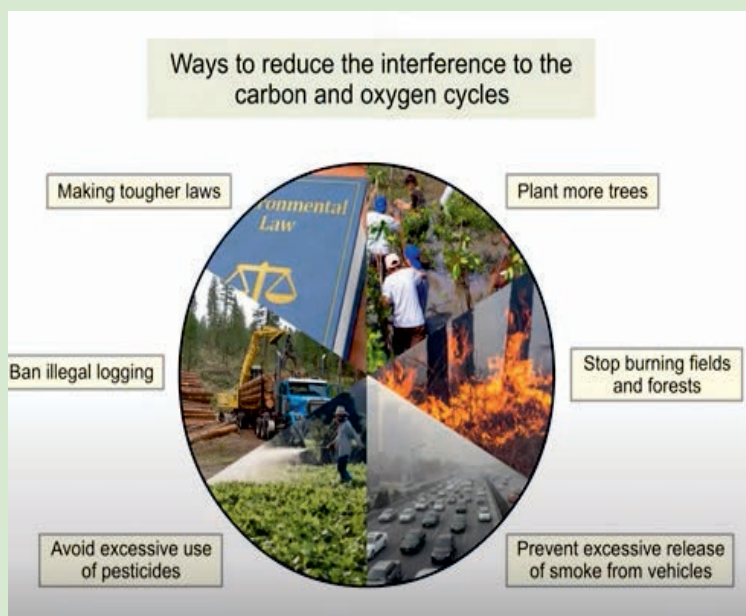 Ways to reduce the interference to the
carbon and oxygen cycles
Making tougher laws
Plant more trees
ronmental
Law
Ban illegal logging
Stop burning fields
and forests
Avoid excessive use
of pesticides
Prevent excessive release
of smoke from vehicles